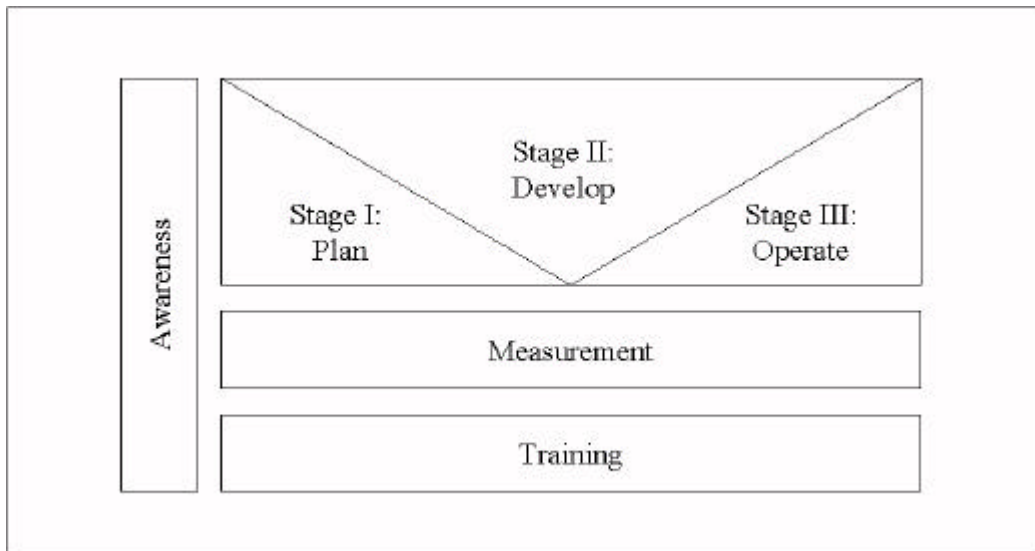 Awareness
Stage I:
Plan
Stage II:
Develop
Stage III:
Operate
Measurement
Training